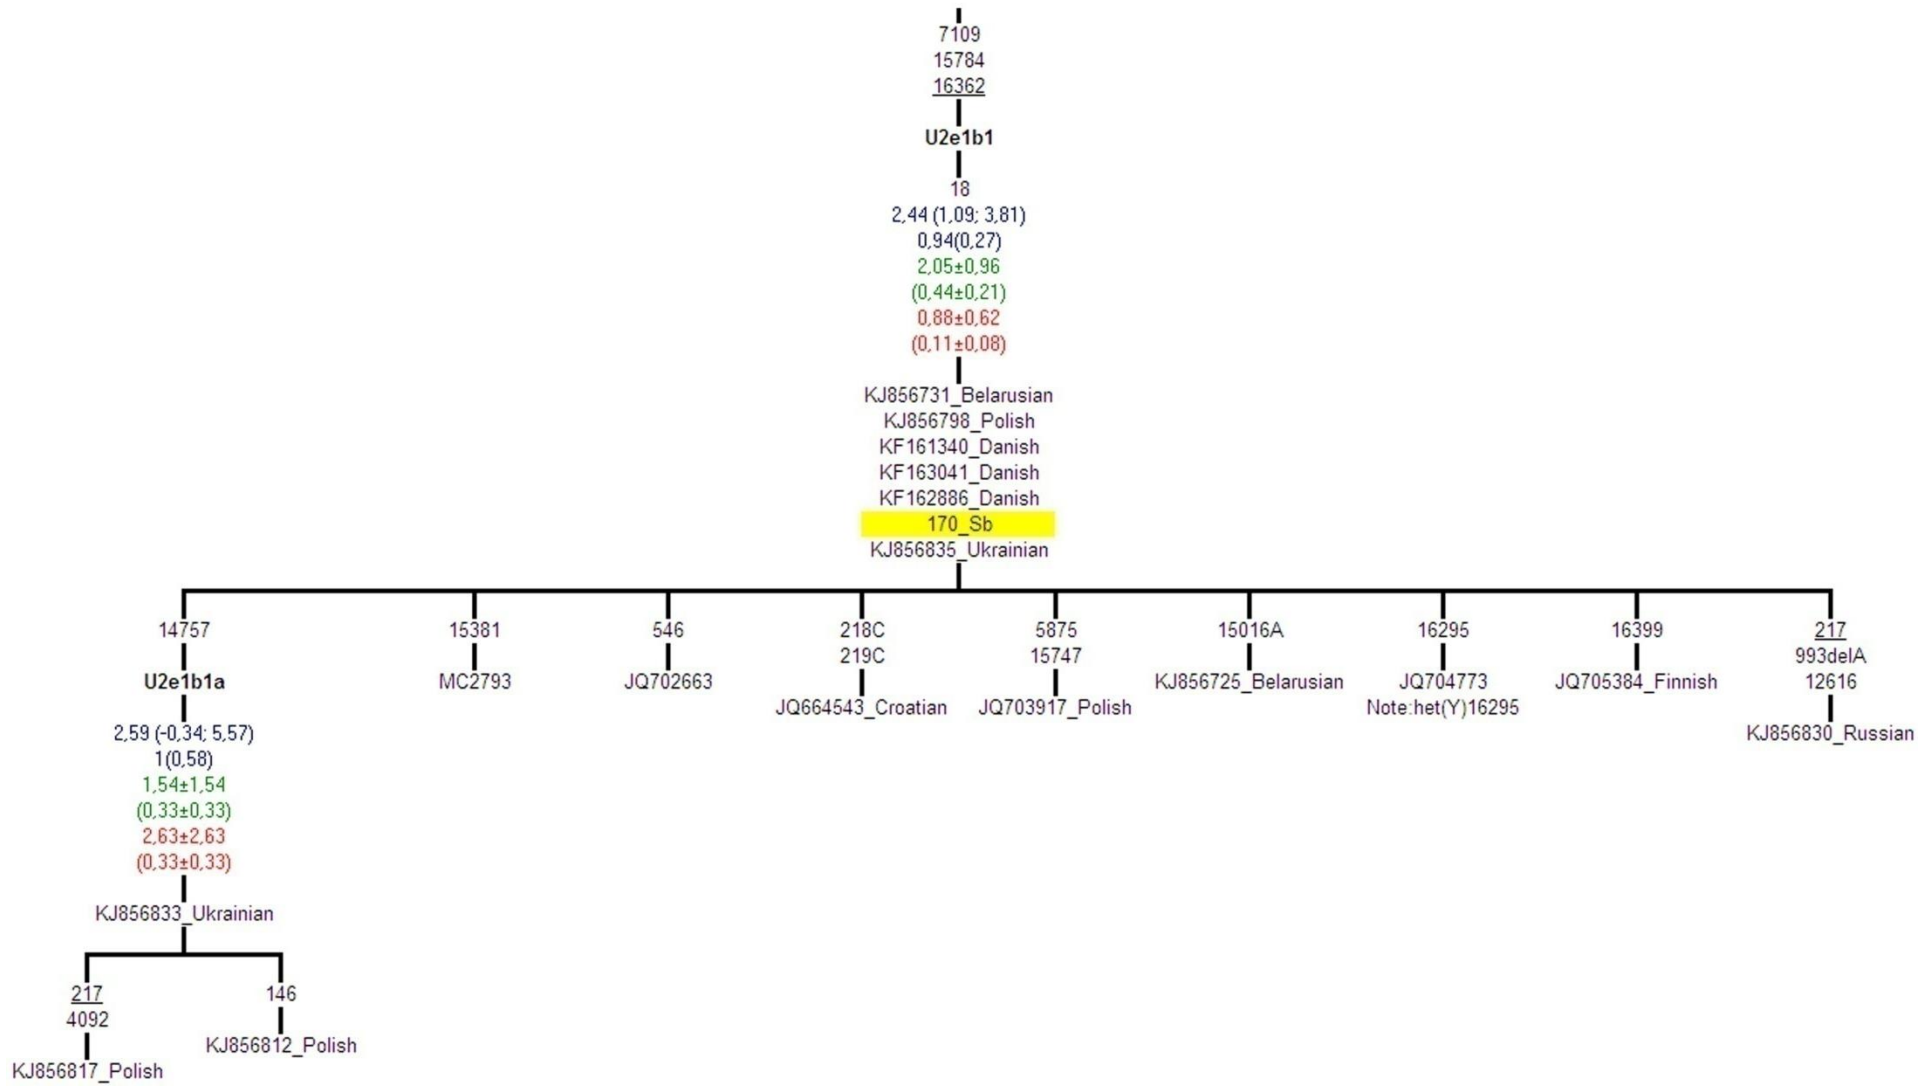 7109
15784
16362
U2e1b1
18
2,44 (1,09; 3,81)
0,94(0,27)
2,05±0,96
(0,44±0,21)
0,88±0,62
(0,11±0,08)
KJ856731_Belarusian
KJ856798_Polish
KF161340_Danish
KF163041_Danish
KF162886_Danish
170_Sb
KJ856835_Ukrainian
14757
U2e1b1a
2,59 (-0,34; 5,57)
1(0,58)
1,54±1,54
(0,33±0,33)
2,63±2,63
(0,33±0,33)
KJ856833_Ukrainian
217
4092
KJ856817_Polish
146
KJ856812_Polish
15381
MC2793
546
JQ702663
218C
219C
JQ664543_Croatian
5875
15747
JQ703917_Polish
15016A
KJ856725_Belarusian
16295
JQ704773
Note:het(Y)16295
16399
JQ705384_Finnish
217
993delA
12616
KJ856830_Russian